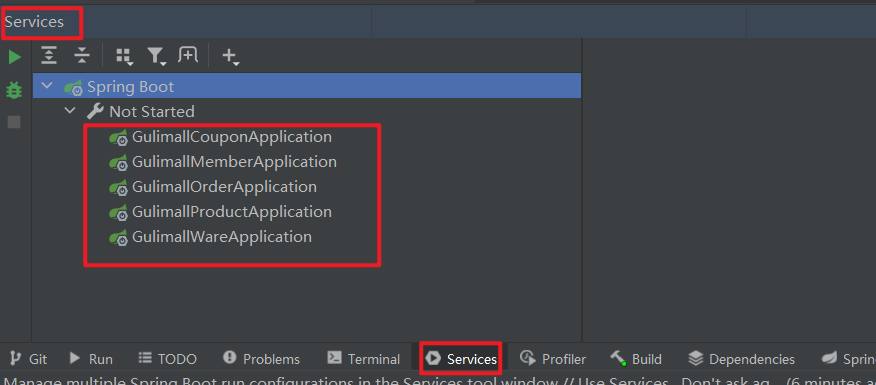 Services
Spring Boot
Not Started
GulimallCouponApplication
GulimallMemberApplication
GulimallOrderApplication
GulimallProductApplication
GulimallWareApplication
Git Run TODO Problems Terminal Services Profiler Build Dependencies Sprin
Manage multiple Spring Boot run configurations in the Services tool window // Use Services Don't ask ag... (6 minutes a